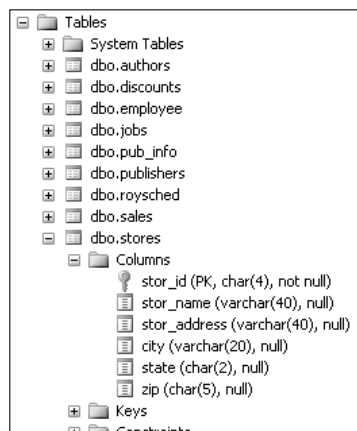 Tables
System Tables
dbo.authors
dbo.discounts
dbo.employee
dbo.jobs
dbo.pub_info
dbo.publishers
dbo.roysched
dbo.sales
dbo.stores
Columns
stor_id (PK, char(4), not null)
stor_name (varchar(40), null)
stor_address (varchar(40), null)
city (varchar(20), null)
state (char(2), null)
zip (char(5), null)
Keys